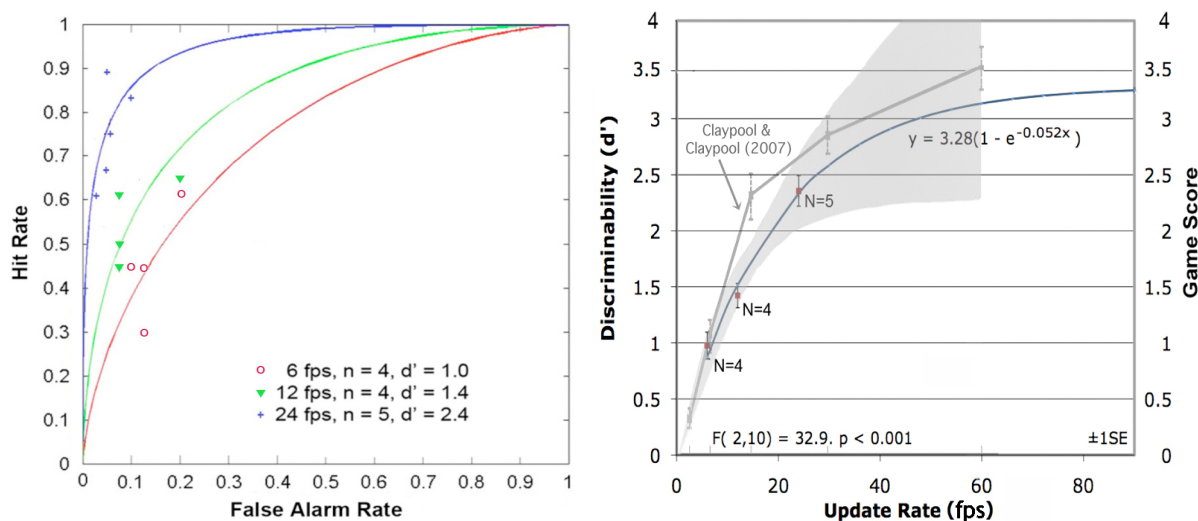 1
0.9
0.8
0.7
0.6
0.5
0.4
0.3
0.2
0.1
0
Hit Rate
6 fps, n = 4, d' = 1.0
12 fps, n = 4, d' = 1.4
24 fps, n = 5, d' = 2.4
0 0.1 0.2 0.3 0.4 0.5 0.6 0.7 0.8 0.9 1
False Alarm Rate
4
3.5
3
2.5
2
1.5
1
0.5
0
Discriminability (d')
Claypool &
Claypool (2007)
y = 3.28(1 - e-0.052x)
N=5
N=4
N=4
F( 2,10) = 32.9. p < 0.001
±1SE
0 20 40 60 80
Update Rate (fps)
4
3.5
3
2.5
2
1.5
1
0.5
0
Game Score